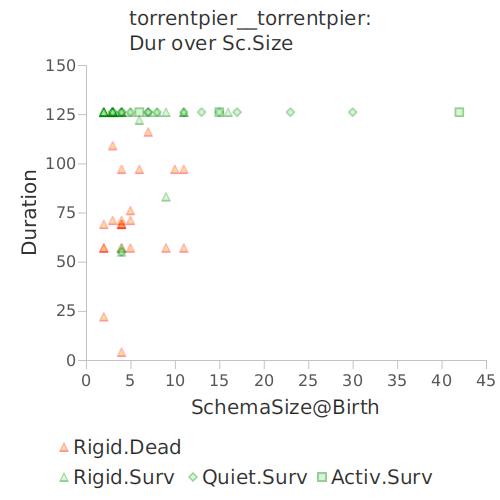 torrentpier__torrentpier:
Dur over Sc.Size
150
125
100
75
50
25
0
Duration
0 5 10 15 20 25 30 35 40 45
SchemaSize@Birth
Rigid.Dead
Rigid.Surv Quiet.Surv Activ.Surv